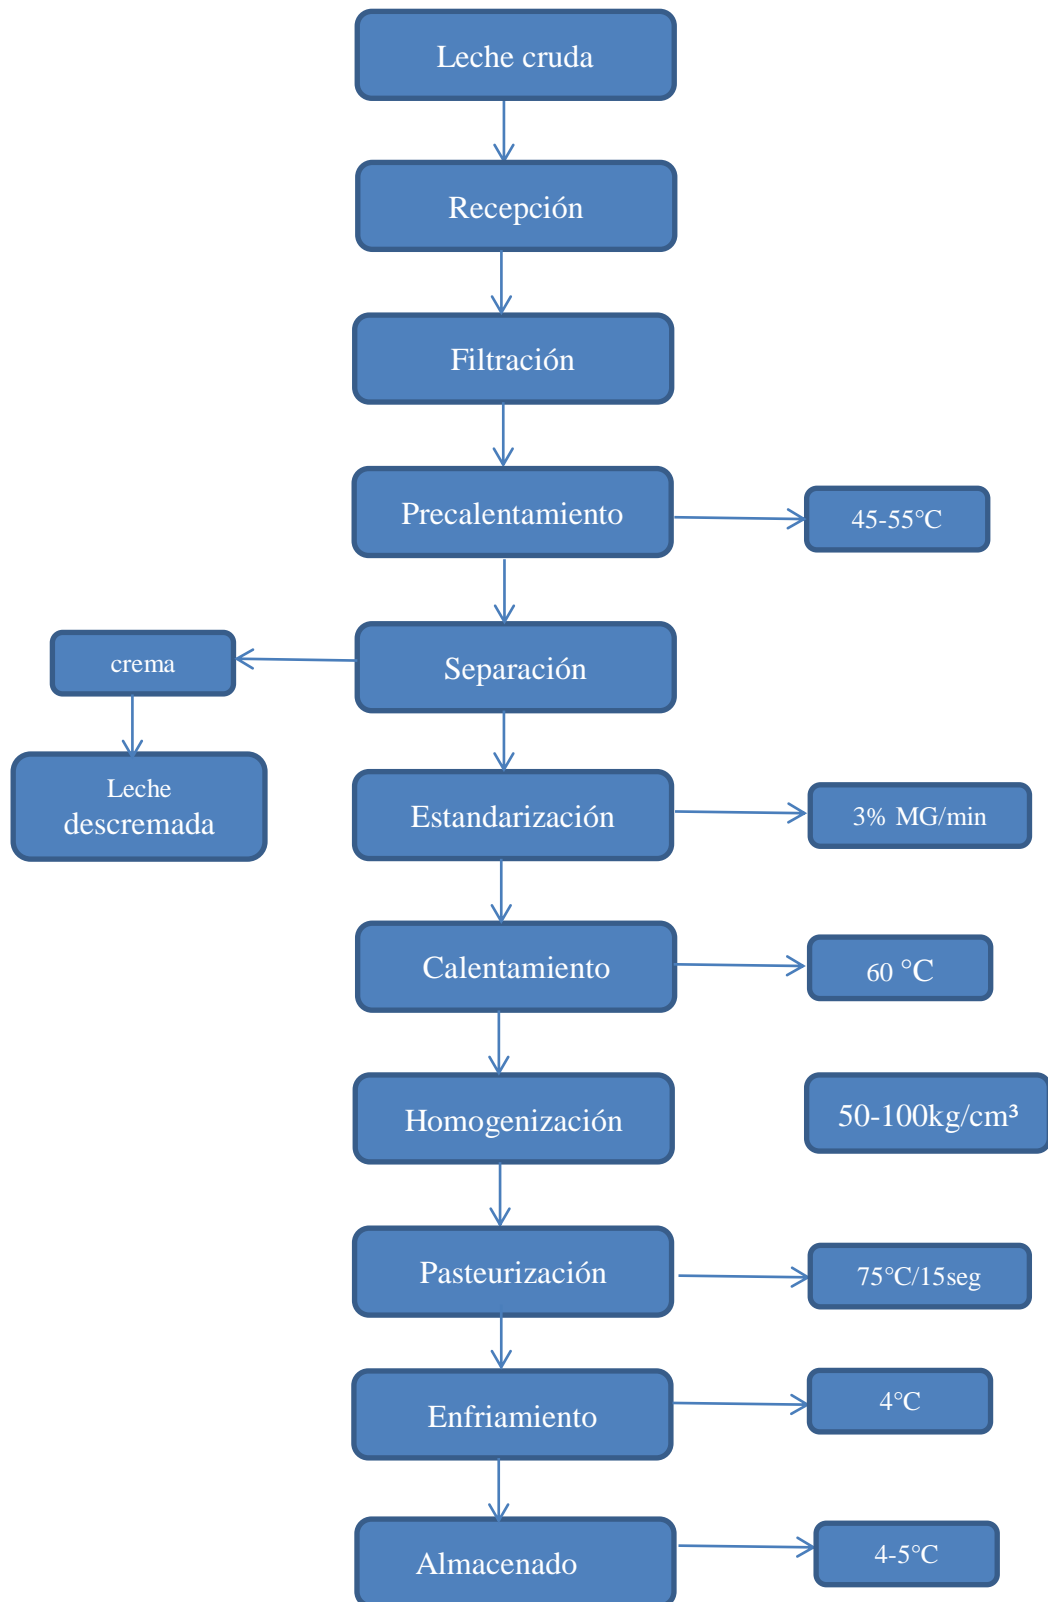 Leche cruda
Recepción
Filtración
Precalentamiento
45-55°C
Separación
crema
Leche
descremada
Estandarización
3% MG/min
Calentamiento
60 °C
Homogenización
50-100kg/cm³
Pasteurización
75°C/15seg
Enfriamiento
4°C
Almacenado
4-5°C